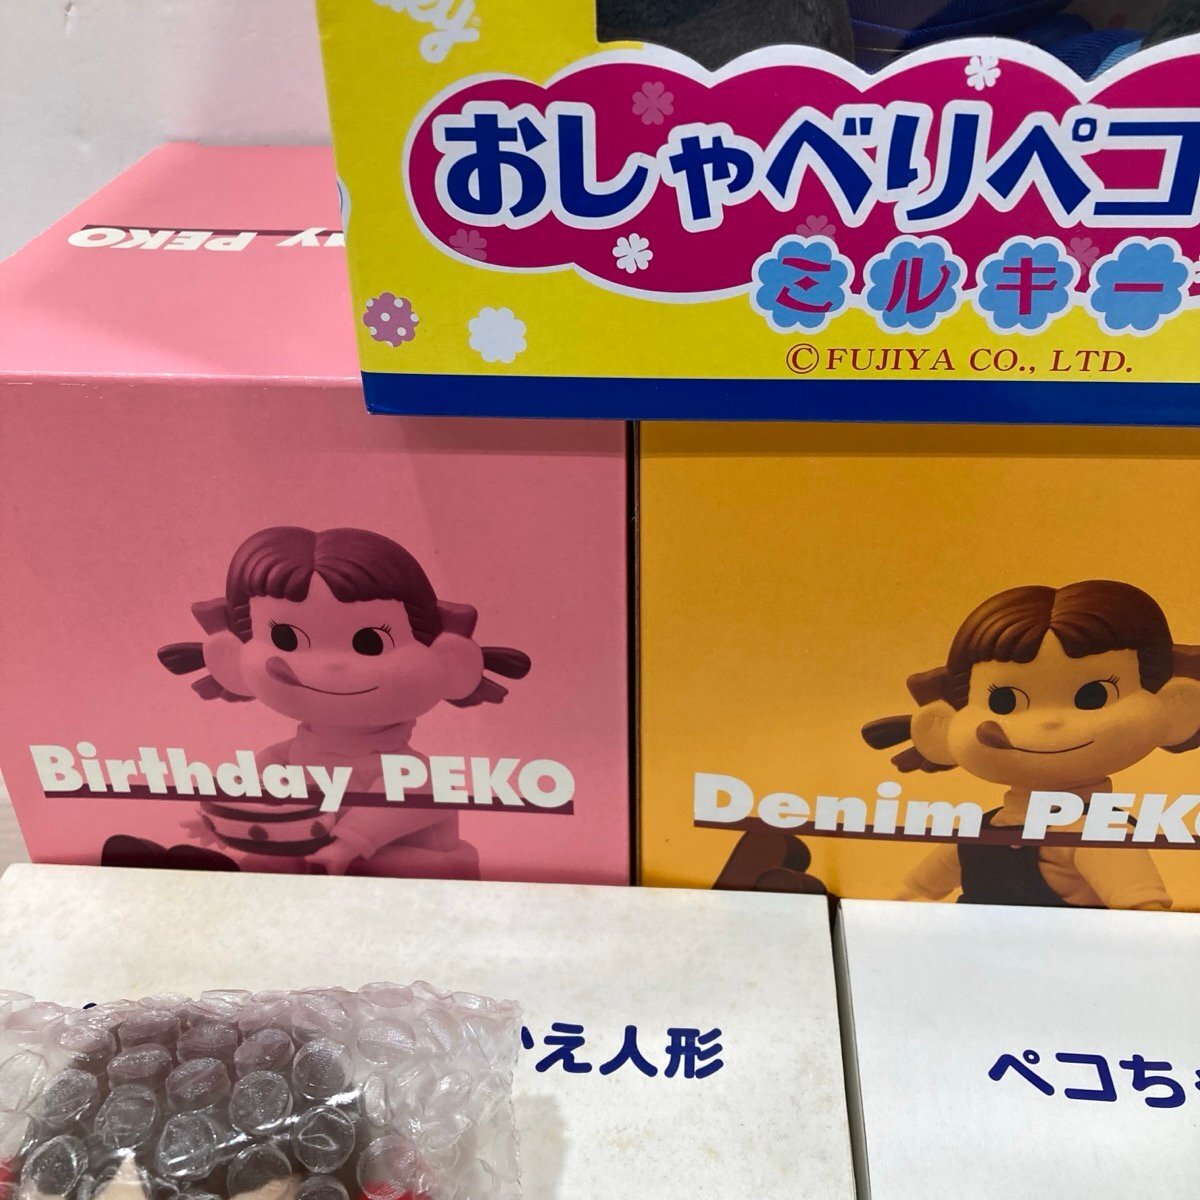 おしゃべりペコ
ミルキー
©FUJIYA CO., LTD.
PEKO
Birthday PEKO
Denim PEK
え人形
ペコち